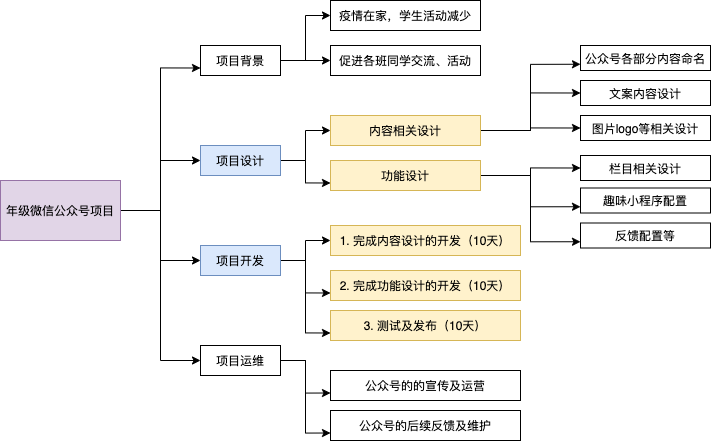 年级微信公众号项目
项目背景
疫情在家，学生活动减少
促进各班同学交流、活动
项目设计
内容相关设计
公众号各部分内容命名
文案内容设计
图片logo等相关设计
功能设计
栏目相关设计
趣味小程序配置
反馈配置等
项目开发
1. 完成内容设计的开发（10天）
2. 完成功能设计的开发（10天）
3. 测试及发布（10天）
项目运维
公众号的的宣传及运营
公众号的后续反馈及维护